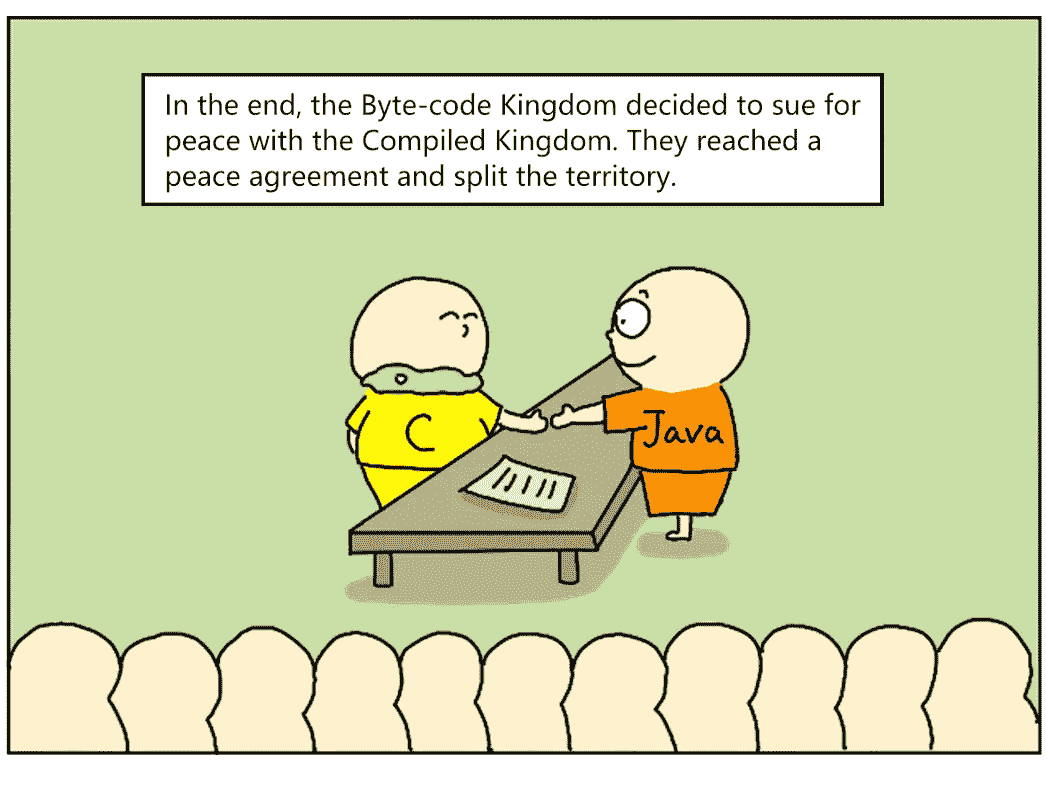 In the end, the Byte-code Kingdom decided to sue for
peace with the Compiled Kingdom. They reached a
peace agreement and split the territory.
C
Java